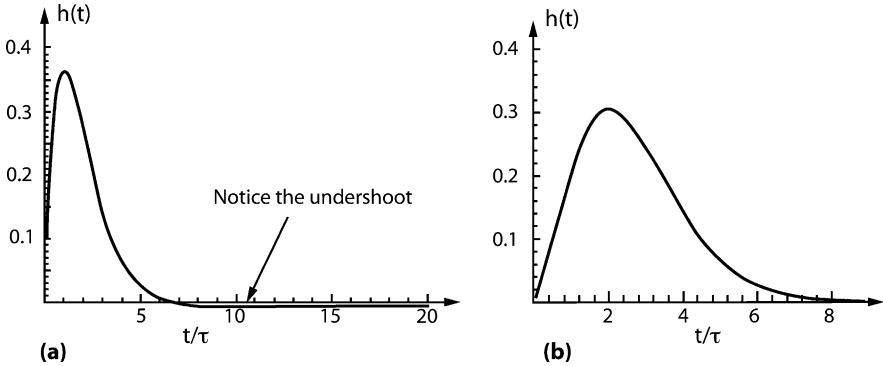 h(t)
0.4
0.3
0.2
0.1
Notice the undershoot
5
10
15
20
t/τ
(a)
h(t)
0.4
0.3
0.2
0.1
2
4
6
8
t/τ
(b)